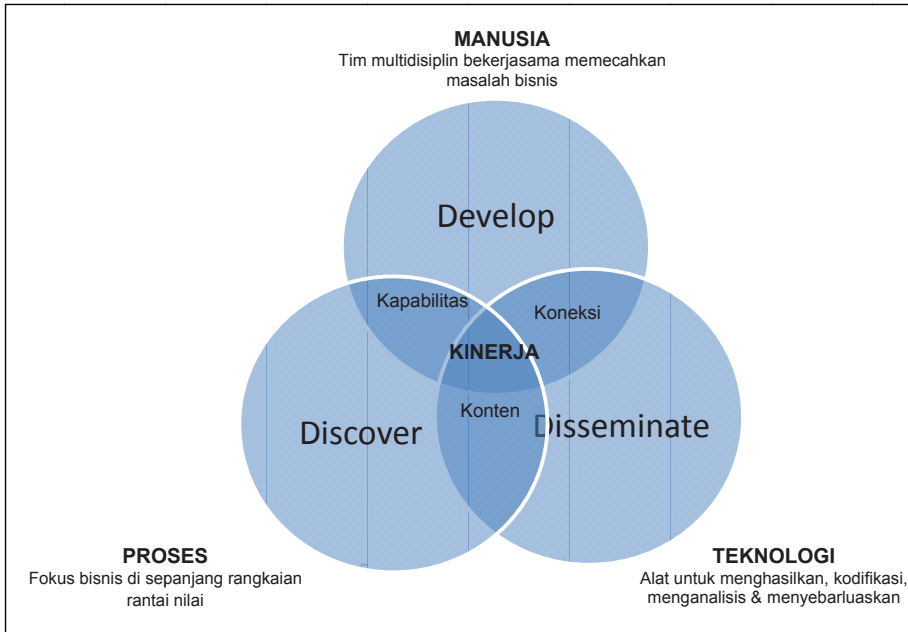 MANUSIA
Tim multidisiplin bekerjasama memecahkan
masalah bisnis
Develop
Kapabilitas
Koneksi
KINERJA
Konten
Discover
Disseminate
PROSES
Fokus bisnis di sepanjang rangkaian
rantai nilai
TEKNOLOGI
Alat untuk menghasilkan, kodifikasi,
menganalisis & menyebarluaskan